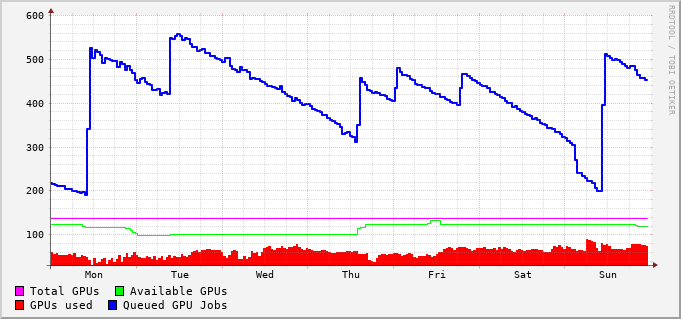 600
500
400
300
200
100
Mon Tue Wed Thu Fri Sat Sun
Total GPUs Available GPUs
GPUs used Queued GPU Jobs
RRDTOOL / TOBI OETIKER